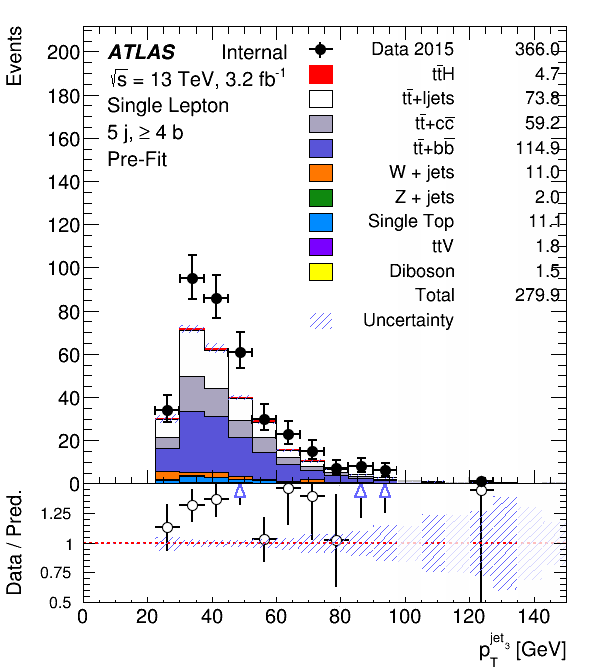 Events
200
180
160
140
120
100
80
60
40
20
0
ATLAS Internal
√s = 13 TeV, 3.2 fb⁻¹
Single Lepton
5 j, ≥ 4 b
Pre-Fit
Data 2015 366.0
tt̅H 4.7
tt̅+ljets 73.8
tt̅+cc̅ 59.2
tt̅+bb̅ 114.9
W + jets 11.0
Z + jets 2.0
Single Top 11.1
ttV 1.8
Diboson 1.5
Total 279.9
Uncertainty
Data / Pred.
1.25
1
0.75
0.5
0 20 40 60 80 100 120 140
p_T^jet₃ [GeV]